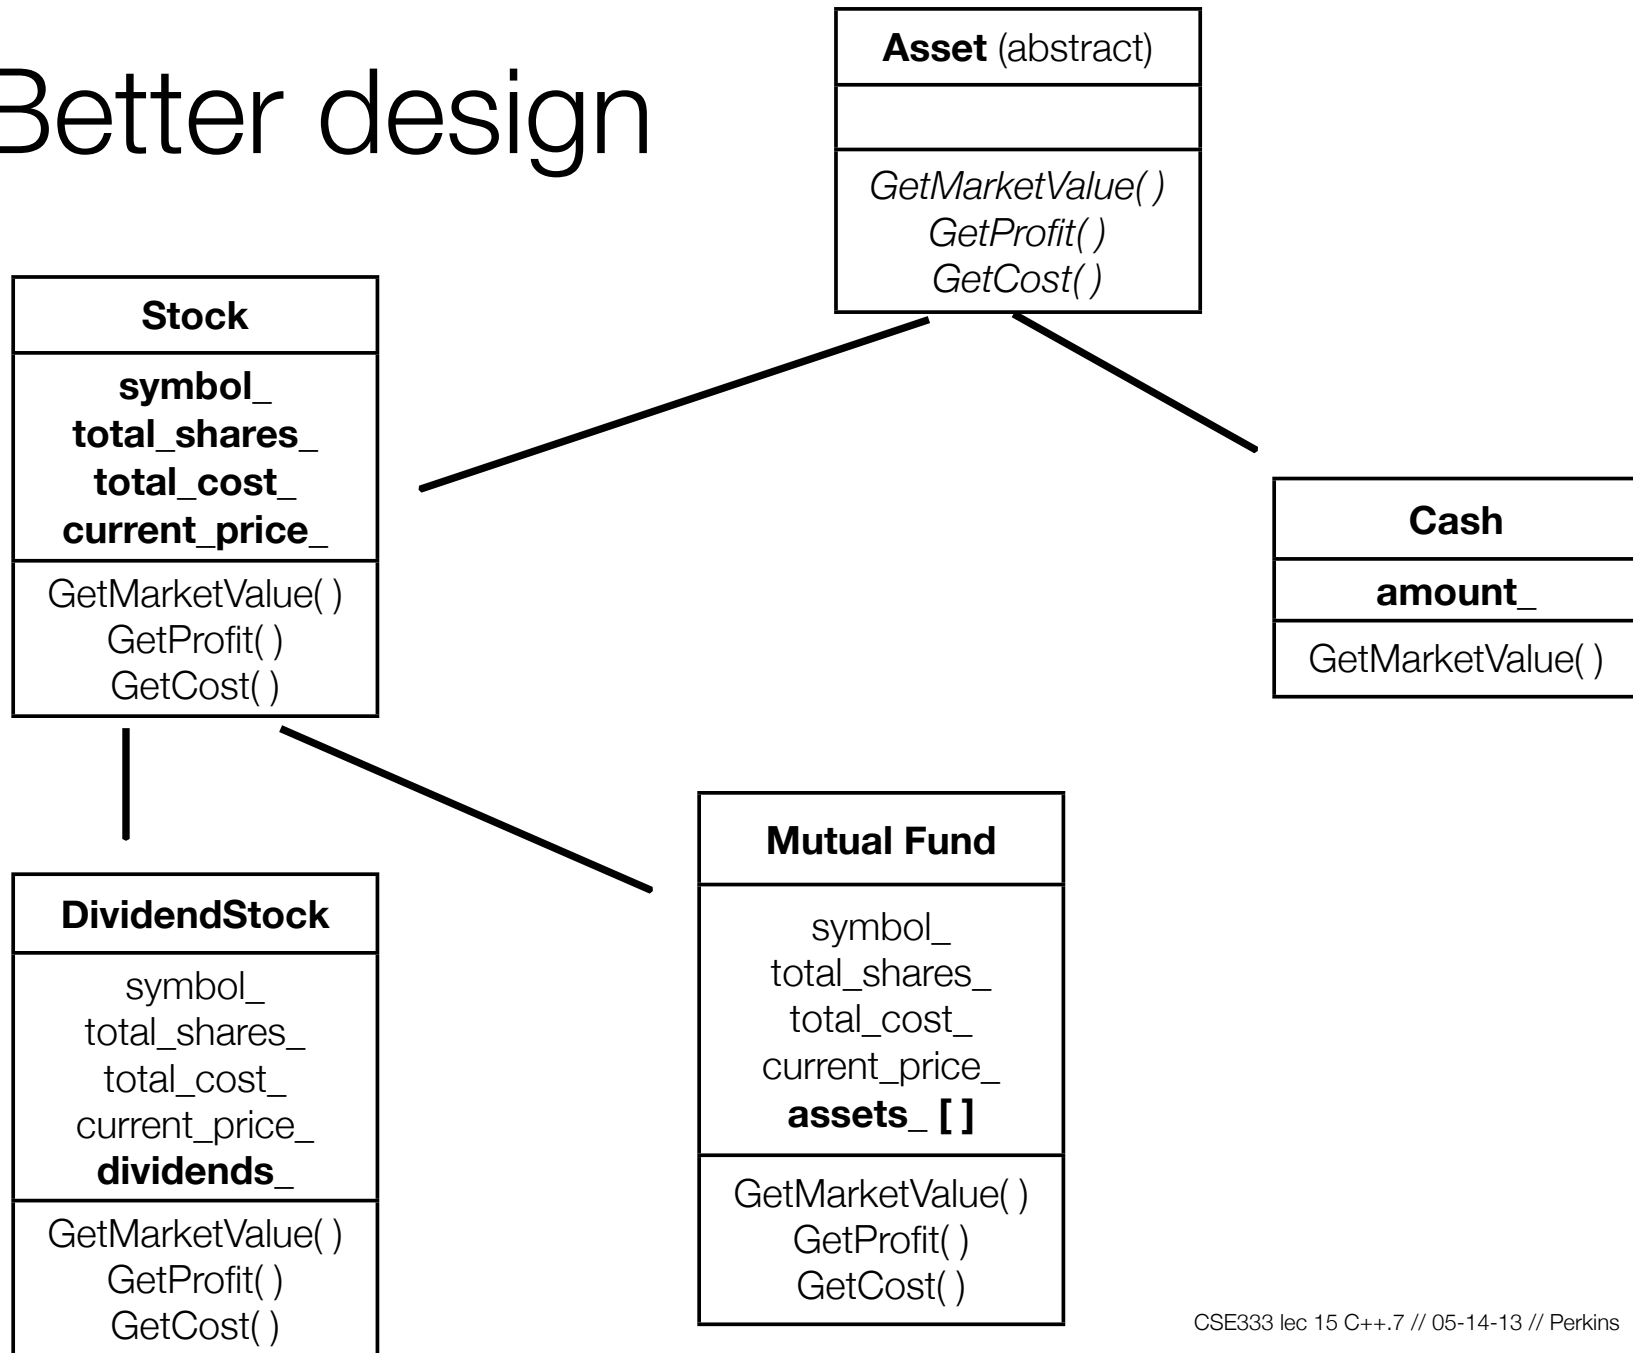 Better design
Asset (abstract)
GetMarketValue( )
GetProfit( )
GetCost( )
Stock
symbol_
total_shares_
total_cost_
current_price_
GetMarketValue( )
GetProfit( )
GetCost( )
Cash
amount_
GetMarketValue( )
DividendStock
symbol_
total_shares_
total_cost_
current_price_
dividends_
GetMarketValue( )
GetProfit( )
GetCost( )
Mutual Fund
symbol_
total_shares_
total_cost_
current_price_
assets_ [ ]
GetMarketValue( )
GetProfit( )
GetCost( )
CSE333 lec 15 C++.7 // 05-14-13 // Perkins